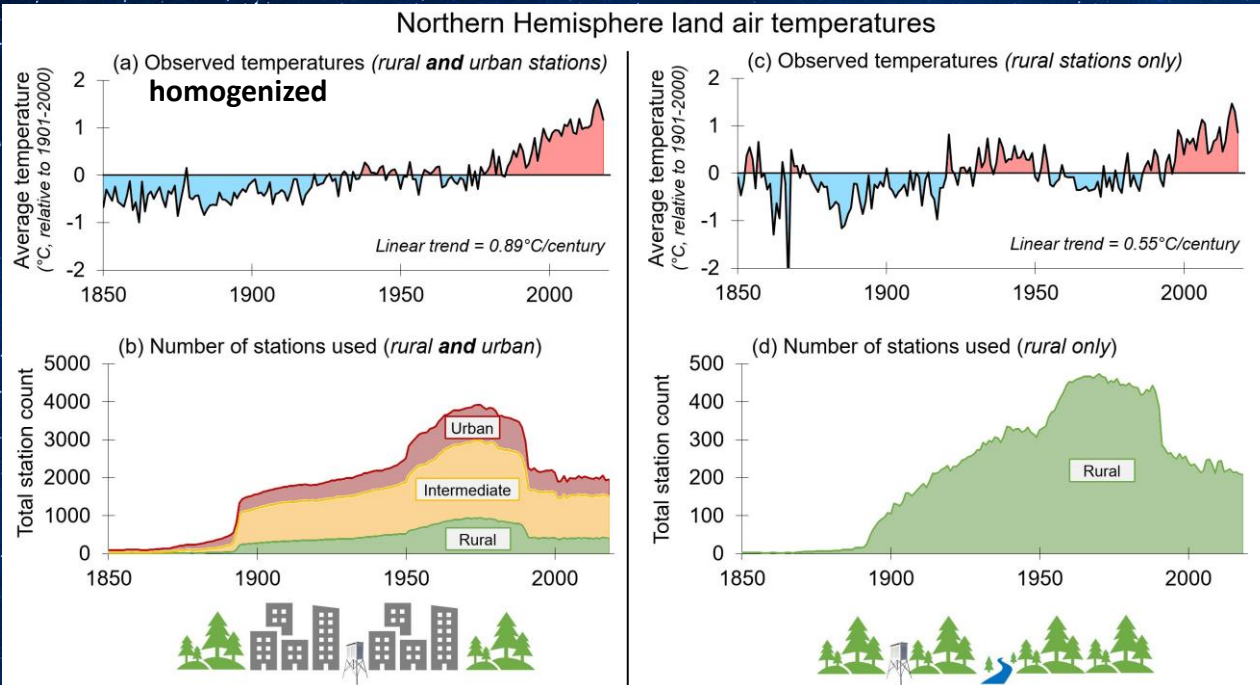 Northern Hemisphere land air temperatures
(a) Observed temperatures (rural and urban stations)
homogenized
Average temperature
(°C, relative to 1901-2000)
2
1
0
-1
-2
Linear trend = 0.89°C/century
1850
1900
1950
2000
(b) Number of stations used (rural and urban)
Total station count
5000
4000
3000
2000
1000
0
Urban
Intermediate
Rural
1850
1900
1950
2000
(c) Observed temperatures (rural stations only)
Average temperature
(°C, relative to 1901-2000)
2
1
0
-1
-2
Linear trend = 0.55°C/century
1850
1900
1950
2000
(d) Number of stations used (rural only)
Total station count
500
400
300
200
100
0
Rural
1850
1900
1950
2000